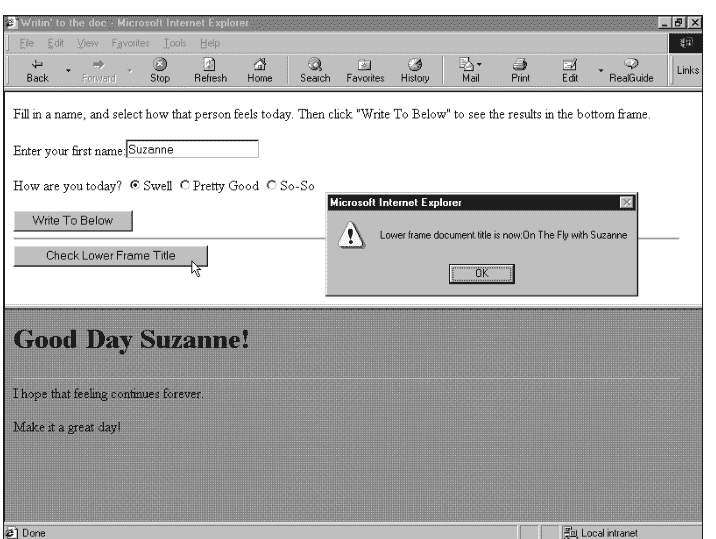 Writin' to the doc - Microsoft Internet Explorer
File Edit View Favorites Tools Help
Back Forward Stop Refresh Home Search Favorites History Mail Print Edit RealGuide Links
Fill in a name, and select how that person feels today. Then click "Write To Below" to see the results in the bottom frame.
Enter your first name: Suzanne
How are you today? Swell Pretty Good So-So
Write To Below
Check Lower Frame Title
Microsoft Internet Explorer
Lower frame document.title is now:On The Fly with Suzanne
OK
Good Day Suzanne!
I hope that feeling continues forever.
Make it a great day!
Done Local intranet